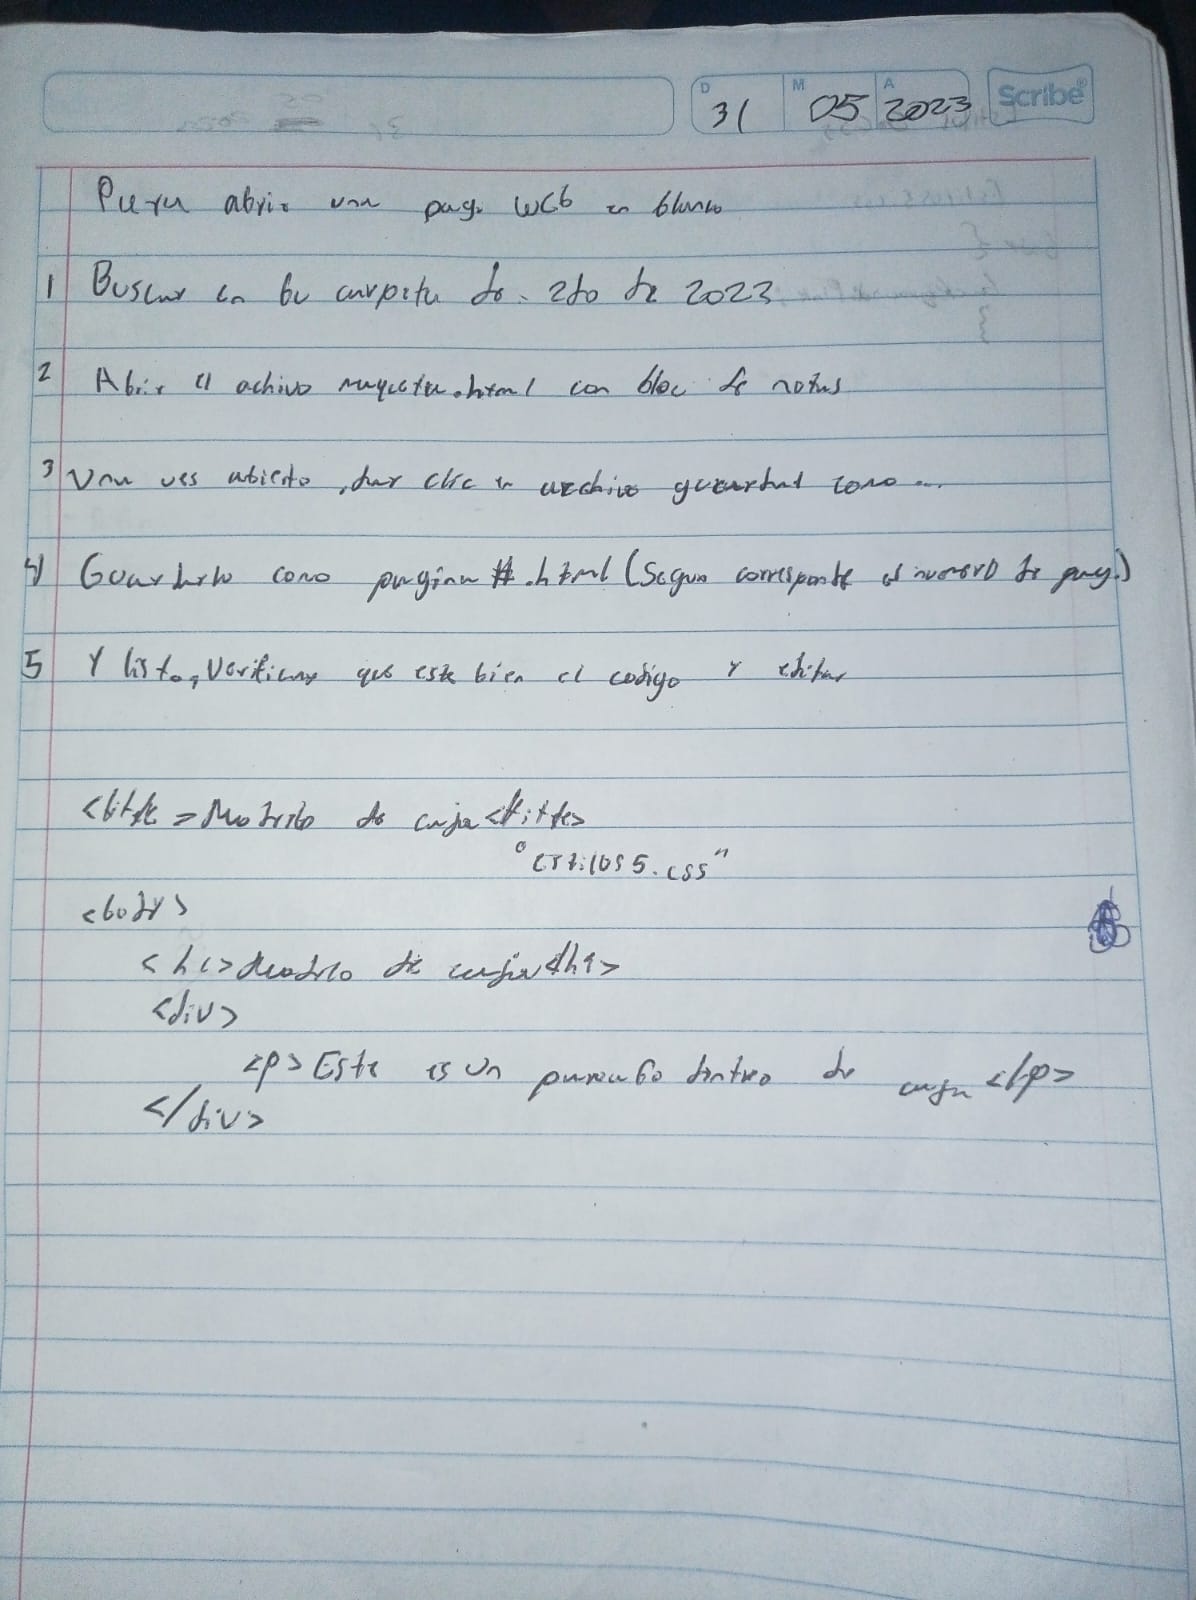 D 31 M 05 A 2023 Scribe®
Para abrir una pag. web en blanco
1 Buscar en tu carpeta de. 2do de 2023
2 Abrir el achivo maqueta.html con bloc de notas
3 Una ves abierto, dar clic en archivo guardad como...
4 Guardarlo como pagina #.html (Segun corresponde el numero de pag.)
5 Y listo, Verificar que este bien el codigo y editar
<title = Modelo de caja </title>
"estilos5.css"
<body>
<h1> Modelo de caja </h1>
<div>
<p> Este es un parrafo dentro de caja </p>
</div>